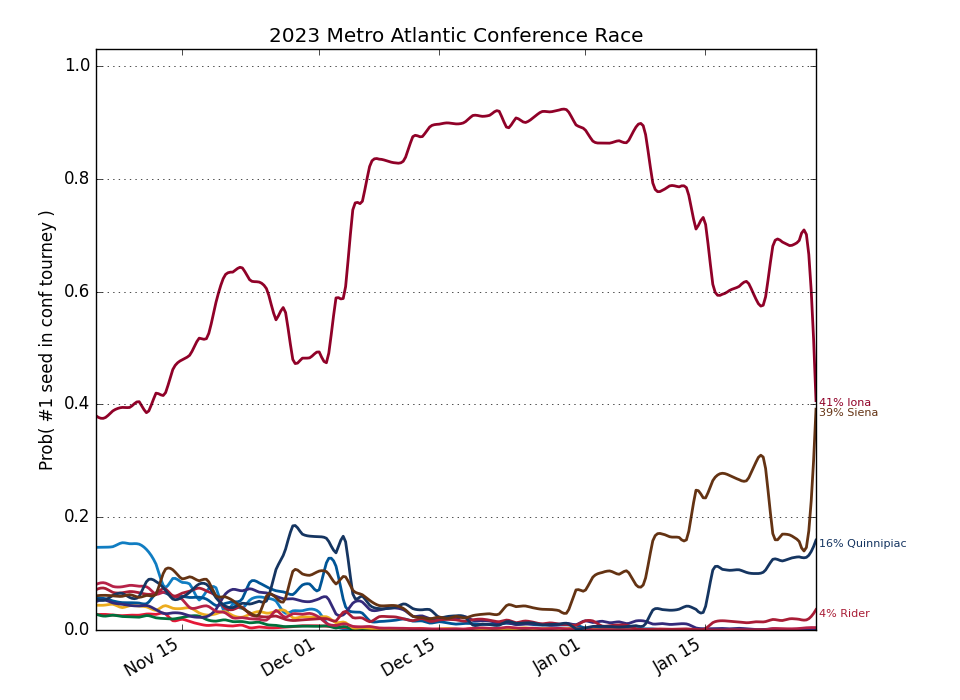 2023 Metro Atlantic Conference Race
Prob( #1 seed in conf tourney )
1.0
0.8
0.6
0.4
0.2
0.0
Nov 15
Dec 01
Dec 15
Jan 01
Jan 15
41% Iona
39% Siena
16% Quinnipiac
4% Rider